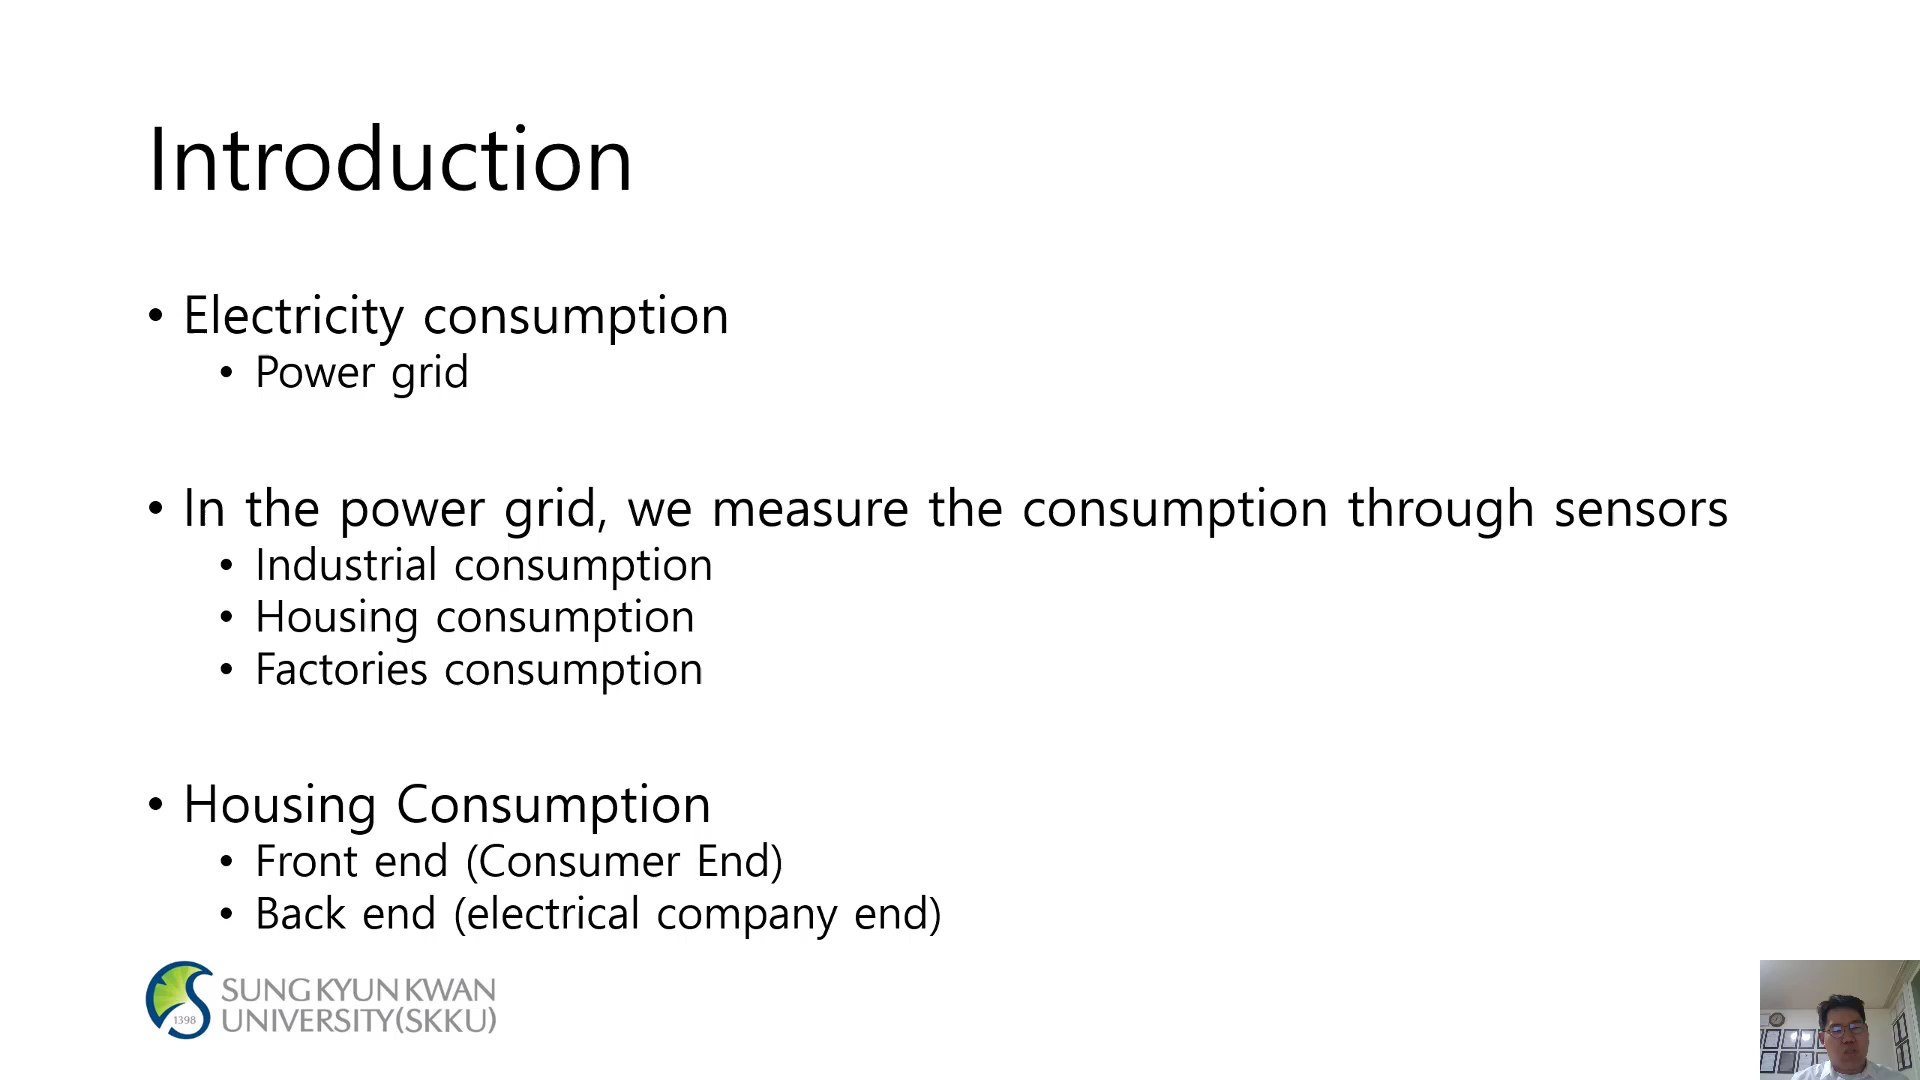 Introduction
• Electricity consumption
• Power grid
• In the power grid, we measure the consumption through sensors
• Industrial consumption
• Housing consumption
• Factories consumption
• Housing Consumption
• Front end (Consumer End)
• Back end (electrical company end)
1398
SUNG KYUN KWAN
UNIVERSITY(SKKU)